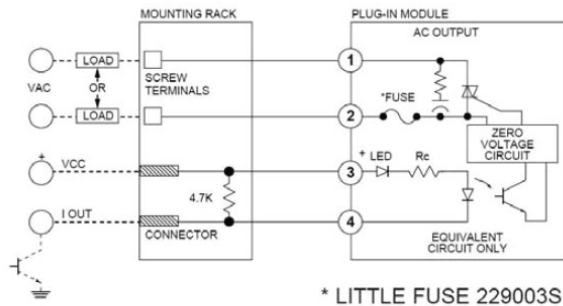 MOUNTING RACK
PLUG-IN MODULE
AC OUTPUT
LOAD
1
VAC
OR
SCREW
TERMINALS
*FUSE
LOAD
2
ZERO
VOLTAGE
CIRCUIT
+
VCC
3
+ LED
Rc
4.7K
I OUT
4
CONNECTOR
EQUIVALENT
CIRCUIT ONLY
* LITTLE FUSE 229003S